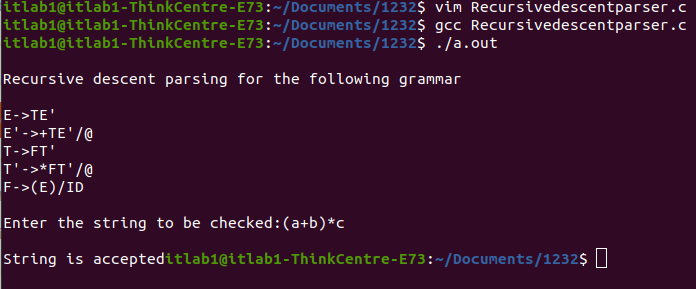 itlab1@itlab1-ThinkCentre-E73:~/Documents/1232$ vim Recursivedescentparser.c
itlab1@itlab1-ThinkCentre-E73:~/Documents/1232$ gcc Recursivedescentparser.c
itlab1@itlab1-ThinkCentre-E73:~/Documents/1232$ ./a.out
Recursive descent parsing for the following grammar
E->TE'
E'->+TE'/@
T->FT'
T'->*FT'/@
F->(E)/ID
Enter the string to be checked:(a+b)*c
String is accepteditlab1@itlab1-ThinkCentre-E73:~/Documents/1232$